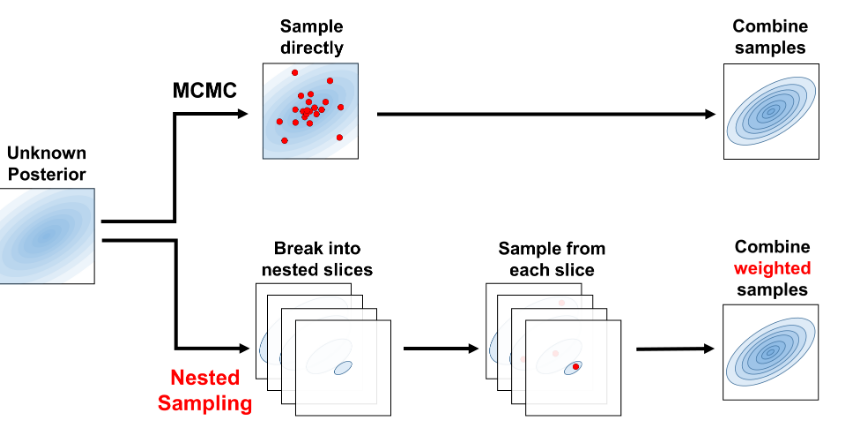 Sample
directly
Combine
samples
MCMC
Unknown
Posterior
Break into
nested slices
Sample from
each slice
Combine
weighted
samples
Nested
Sampling